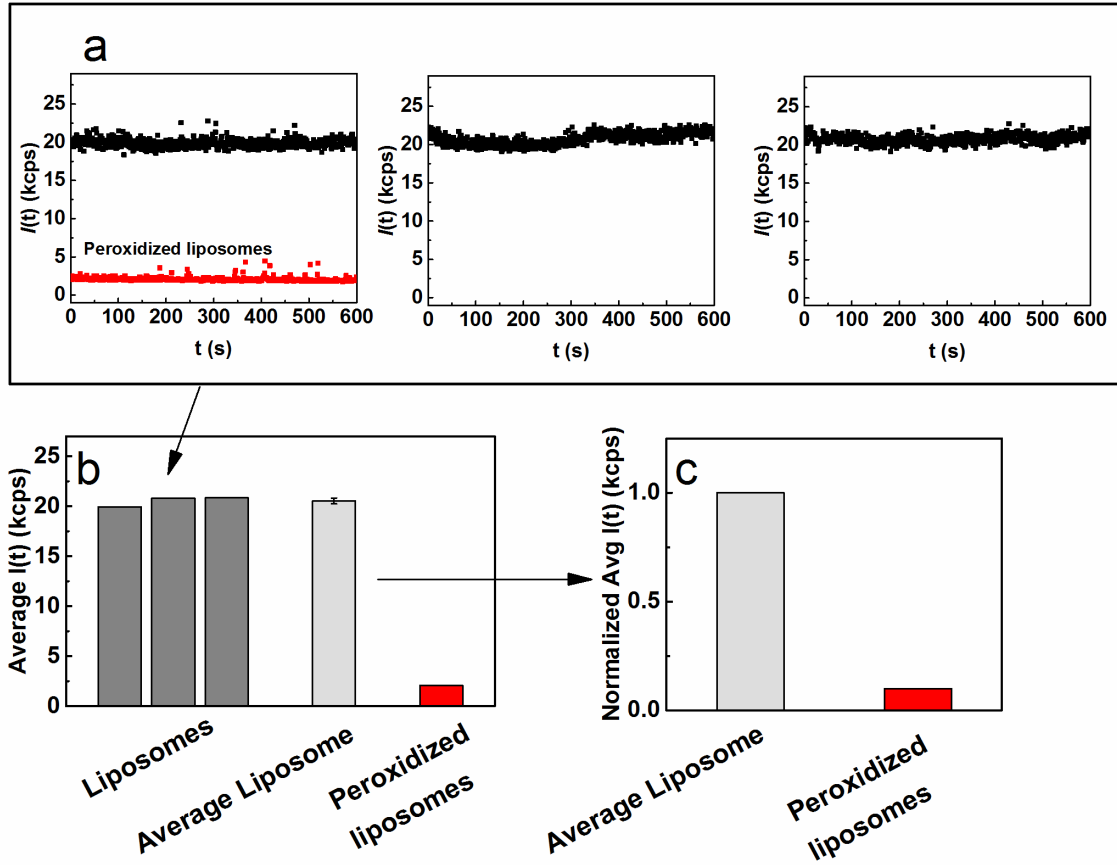 a
25
20
15
10
5
0
I(t) (kcps)
Peroxidized liposomes
0 100 200 300 400 500 600
t (s)
25
20
15
10
5
0
I(t) (kcps)
0 100 200 300 400 500 600
t (s)
25
20
15
10
5
0
I(t) (kcps)
0 100 200 300 400 500 600
t (s)
b
25
20
15
10
5
0
Average I(t) (kcps)
Liposomes
Average Liposome
Peroxidized
liposomes
c
1.0
0.5
0.0
Normalized Avg I(t) (kcps)
Average Liposome
Peroxidized
liposomes